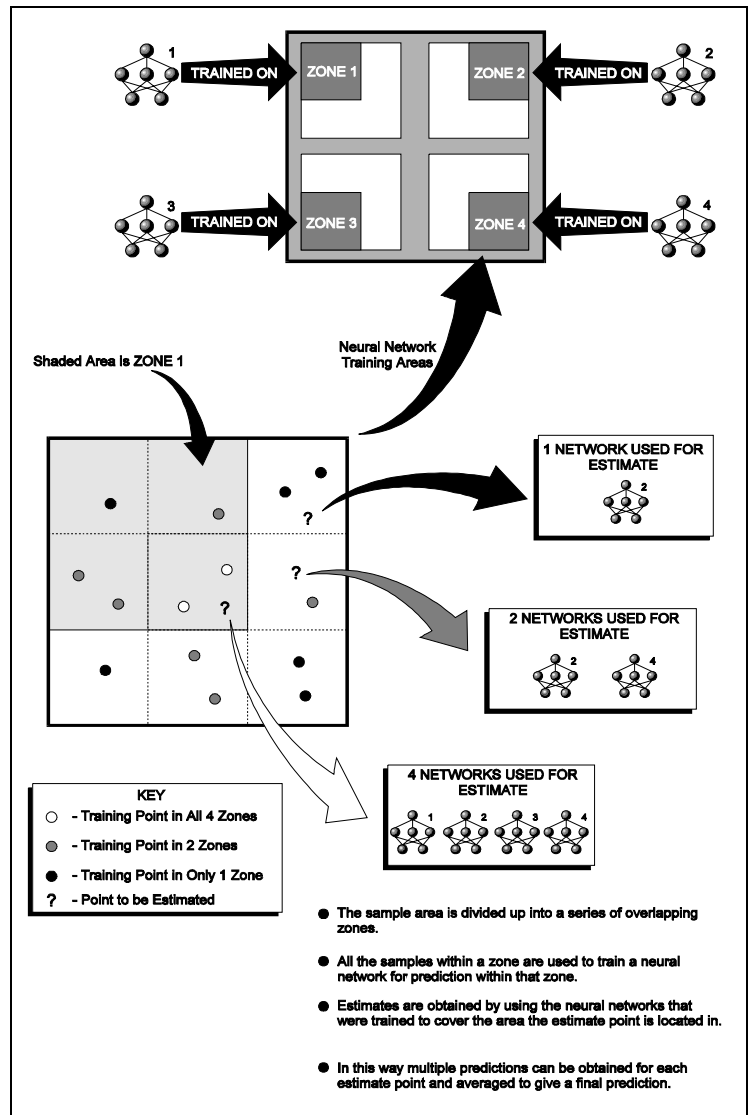 1
2
TRAINED ON
ZONE 1
ZONE 2
TRAINED ON
3
4
TRAINED ON
ZONE 3
ZONE 4
TRAINED ON
Neural Network
Training Areas
Shaded Area is ZONE 1
1 NETWORK USED FOR
ESTIMATE
2
?
?
?
2 NETWORKS USED FOR
ESTIMATE
2
4
4 NETWORKS USED FOR
ESTIMATE
1
2
3
4
KEY
- Training Point in All 4 Zones
- Training Point in 2 Zones
- Training Point in Only 1 Zone
? - Point to be Estimated
● The sample area is divided up into a series of overlapping
zones.
● All the samples within a zone are used to train a neural
network for prediction within that zone.
● Estimates are obtained by using the neural networks that
were trained to cover the area the estimate point is located in.
● In this way multiple predictions can be obtained for each
estimate point and averaged to give a final prediction.